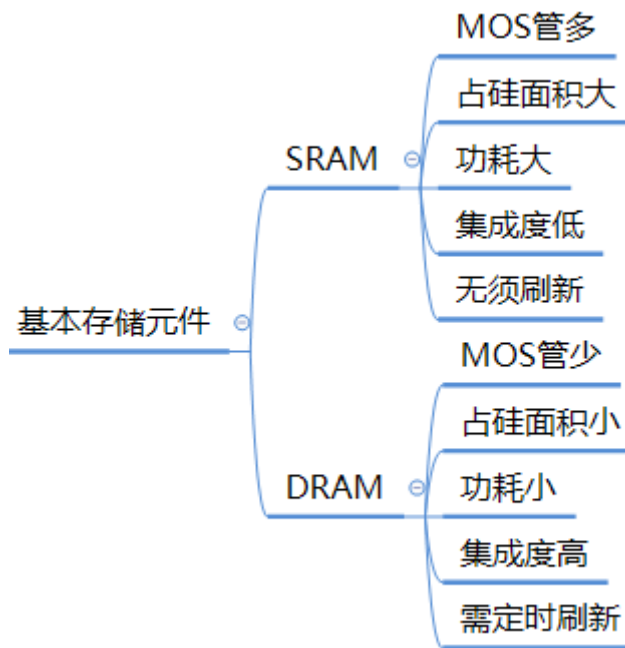 基本存储元件
SRAM
MOS管多
占硅面积大
功耗大
集成度低
无须刷新
DRAM
MOS管少
占硅面积小
功耗小
集成度高
需定时刷新